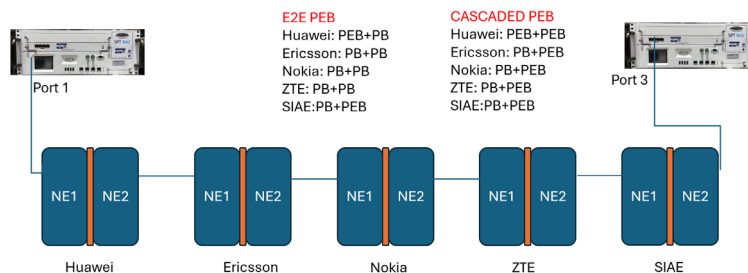 E2E PEB
Huawei: PEB+PB
Ericsson: PB+PB
Nokia: PB+PB
ZTE: PB+PB
SIAE:PB+PEB
CASCADED PEB
Huawei: PEB+PEB
Ericsson: PB+PEB
Nokia: PB+PEB
ZTE: PB+PEB
SIAE:PB+PEB
Port 1
Port 3
NE1
NE2
NE1
NE2
NE1
NE2
NE1
NE2
NE1
NE2
Huawei
Ericsson
Nokia
ZTE
SIAE